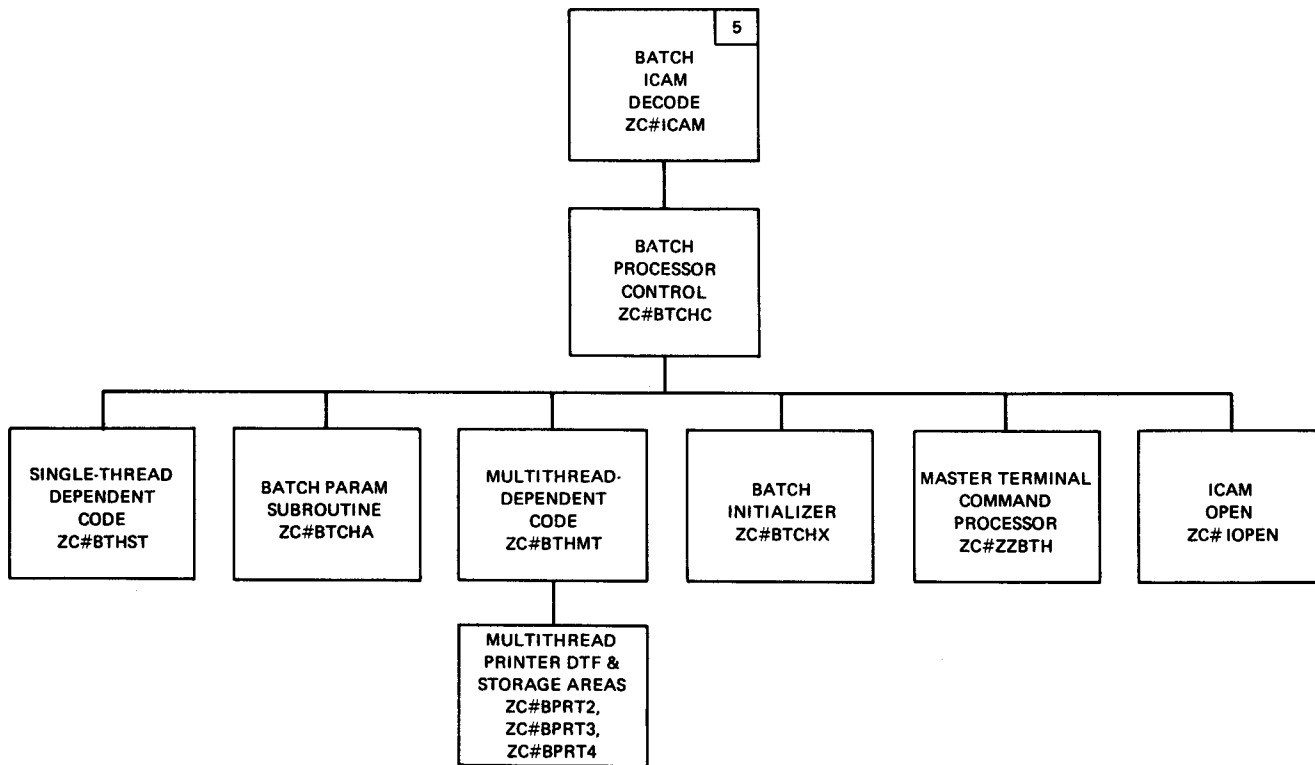 5
BATCH
ICAM
DECODE
ZC#ICAM
BATCH
PROCESSOR
CONTROL
ZC#BTCHC
SINGLE-THREAD
DEPENDENT
CODE
ZC#BTHST
BATCH PARAM
SUBROUTINE
ZC#BTCHA
MULTITHREAD-
DEPENDENT
CODE
ZC#BTHMT
BATCH
INITIALIZER
ZC#BTCHX
MASTER TERMINAL
COMMAND
PROCESSOR
ZC#ZZBTH
ICAM
OPEN
ZC# IOPEN
MULTITHREAD
PRINTER DTF &
STORAGE AREAS
ZC#BPRT2,
ZC#BPRT3,
ZC#BPRT4